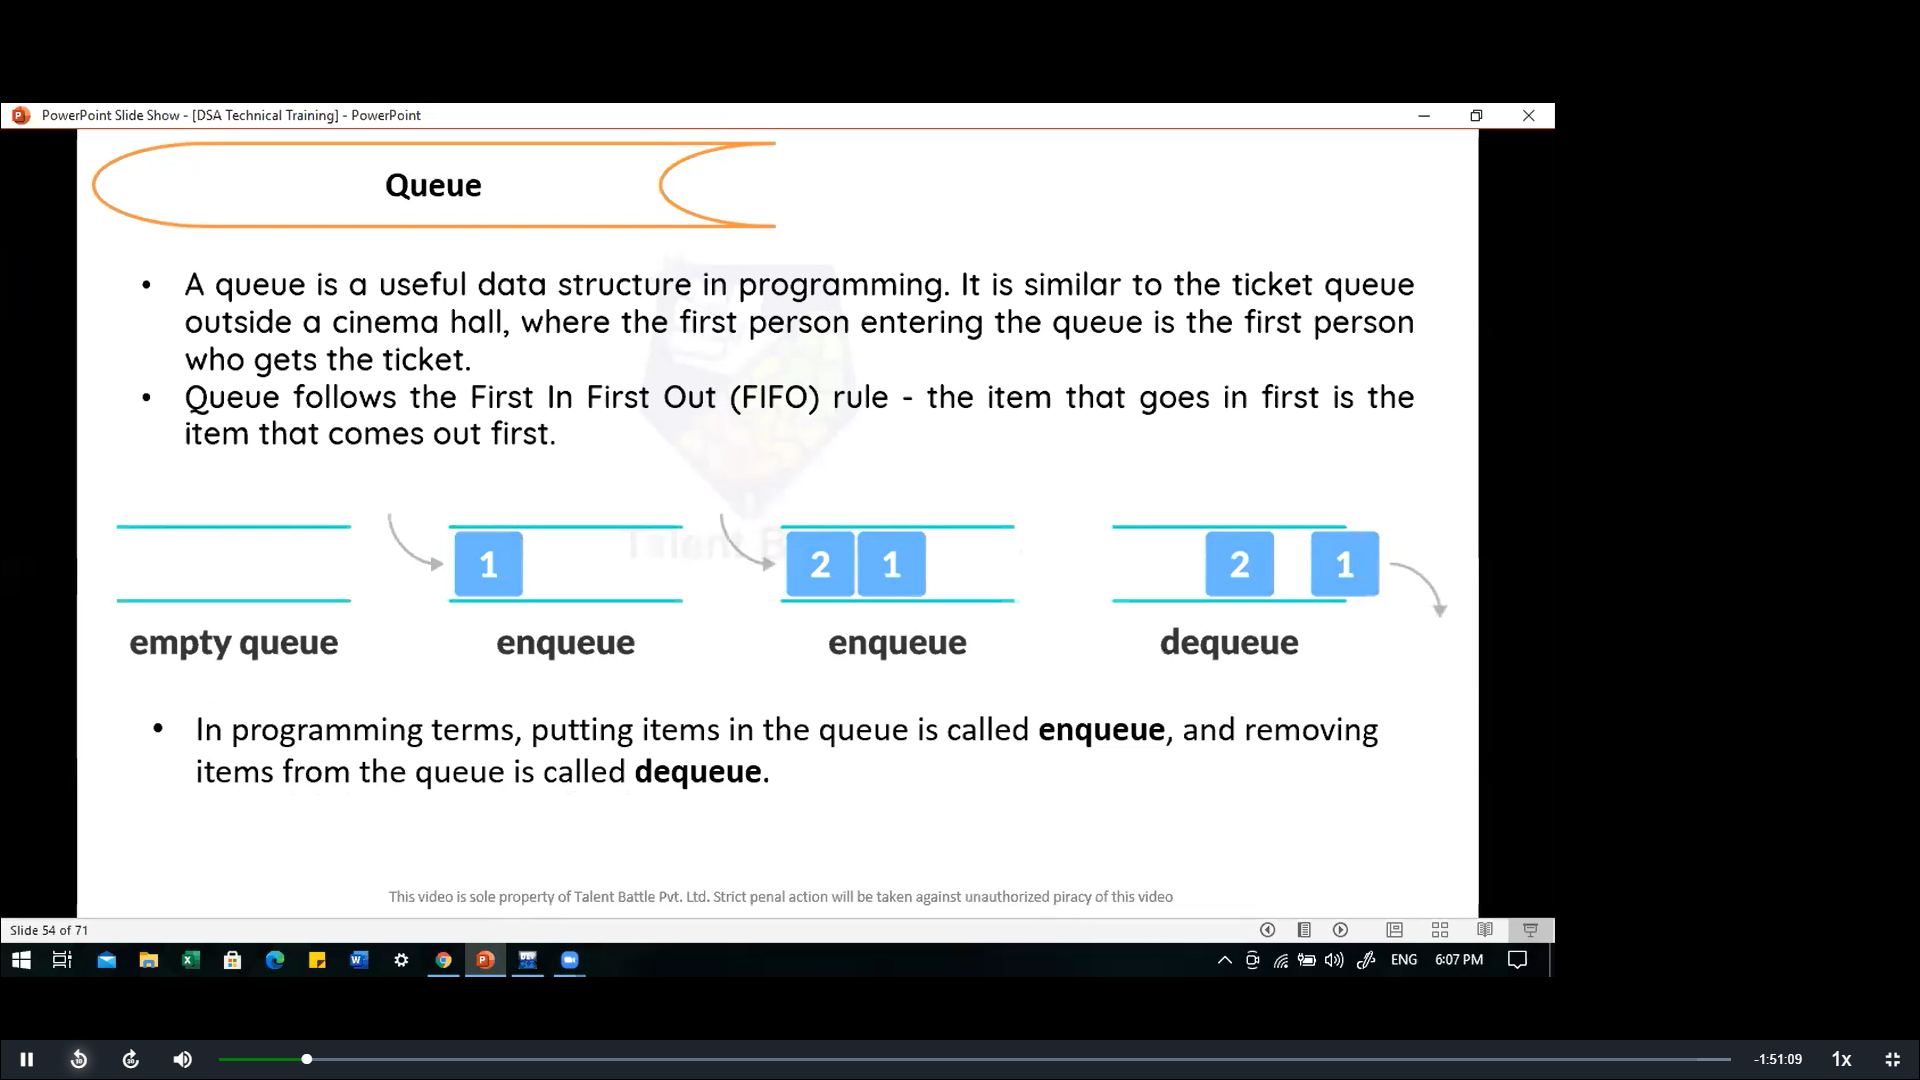 PowerPoint Slide Show - [DSA Technical Training] - PowerPoint
Queue
• A queue is a useful data structure in programming. It is similar to the ticket queue
outside a cinema hall, where the first person entering the queue is the first person
who gets the ticket.
• Queue follows the First In First Out (FIFO) rule - the item that goes in first is the
item that comes out first.
1 2 1 2 1
empty queue enqueue enqueue dequeue
• In programming terms, putting items in the queue is called enqueue, and removing
items from the queue is called dequeue.
This video is sole property of Talent Battle Pvt. Ltd. Strict penal action will be taken against unauthorized piracy of this video
Slide 54 of 71
ENG 6:07 PM
-1:51:09 1x